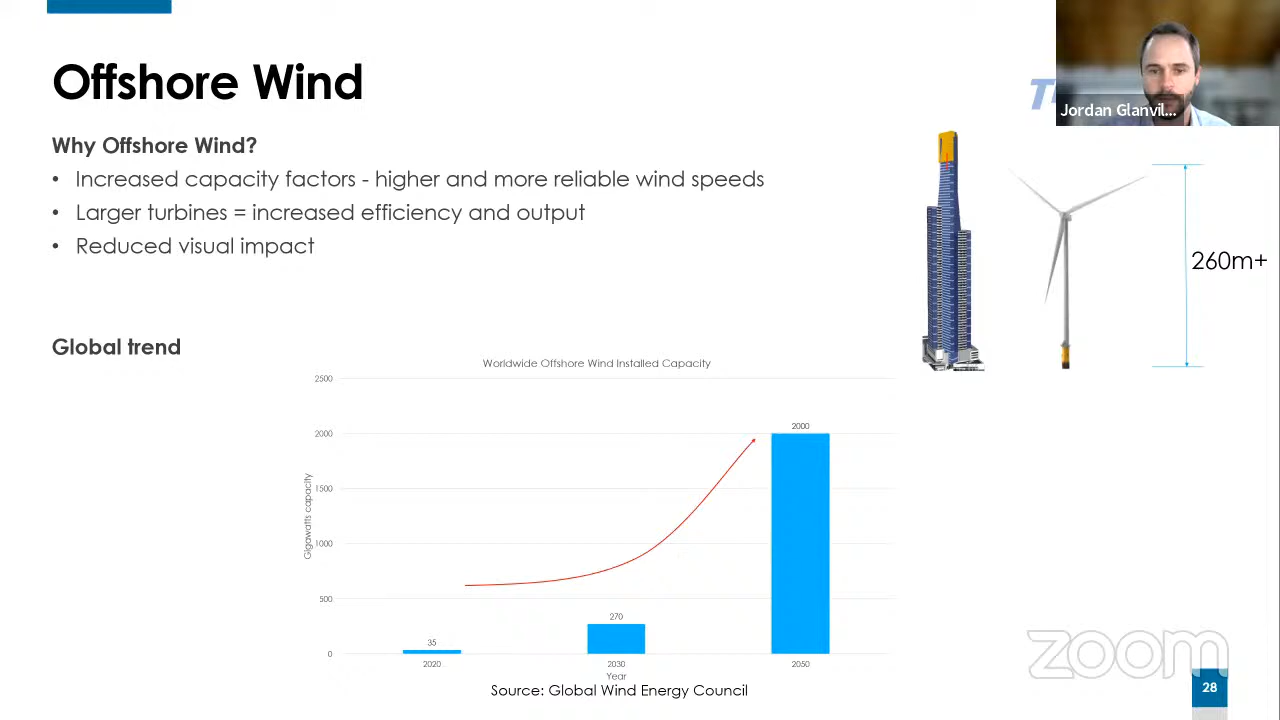 Offshore Wind
Jordan Glanvil...
Why Offshore Wind?
• Increased capacity factors - higher and more reliable wind speeds
• Larger turbines = increased efficiency and output
• Reduced visual impact
260m+
Global trend
Worldwide Offshore Wind Installed Capacity
2500
2000
1500
1000
500
0
Gigawatts capacity
35
270
2000
2020
2030
2050
Year
Source: Global Wind Energy Council
zoom
28